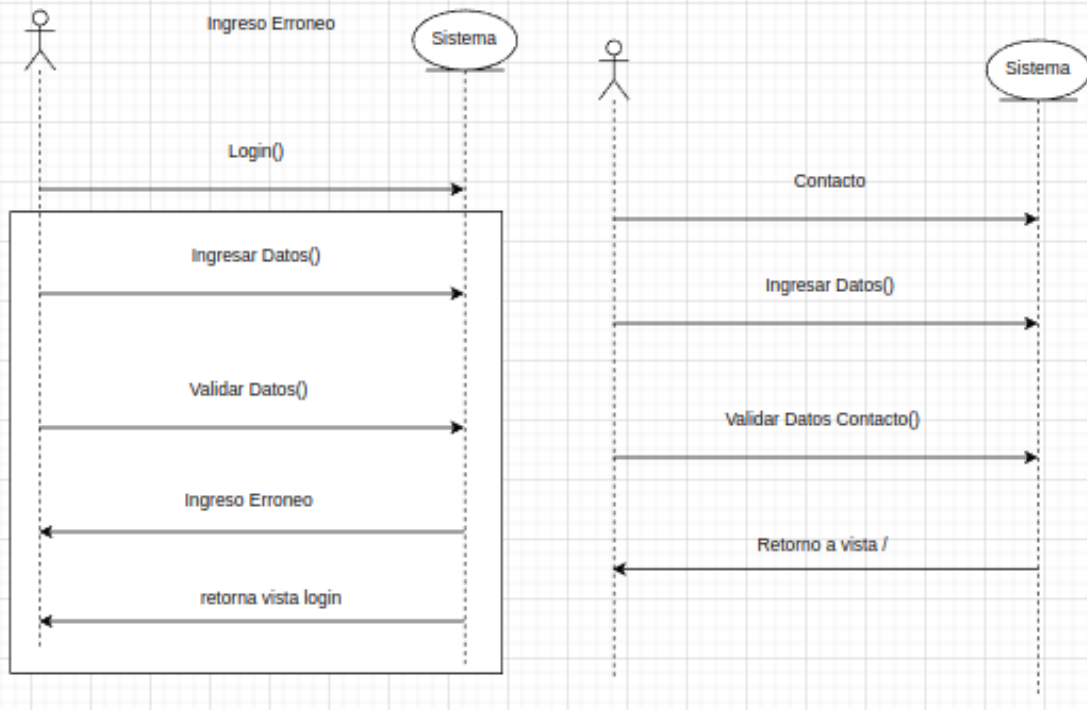 Ingreso Erroneo
Sistema
Login()
Ingresar Datos()
Validar Datos()
Ingreso Erroneo
retorna vista login
Sistema
Contacto
Ingresar Datos()
Validar Datos Contacto()
Retorno a vista /